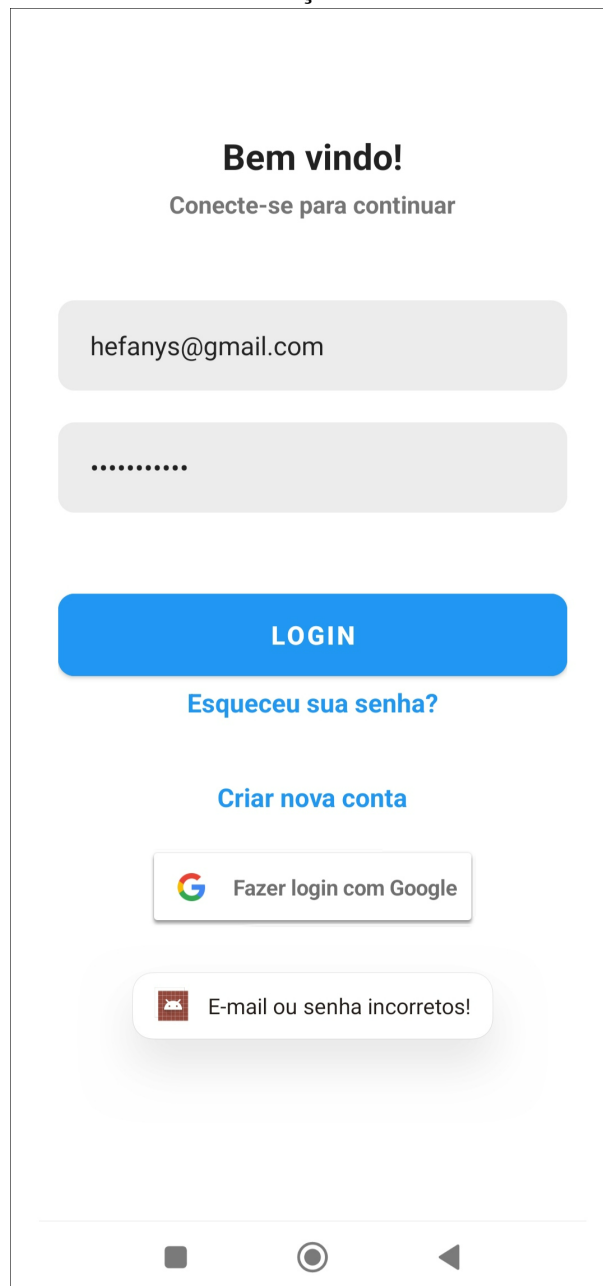 Bem vindo!
Conecte-se para continuar
hefanys@gmail.com
•••••••••••
LOGIN
Esqueceu sua senha?
Criar nova conta
Fazer login com Google
E-mail ou senha incorretos!